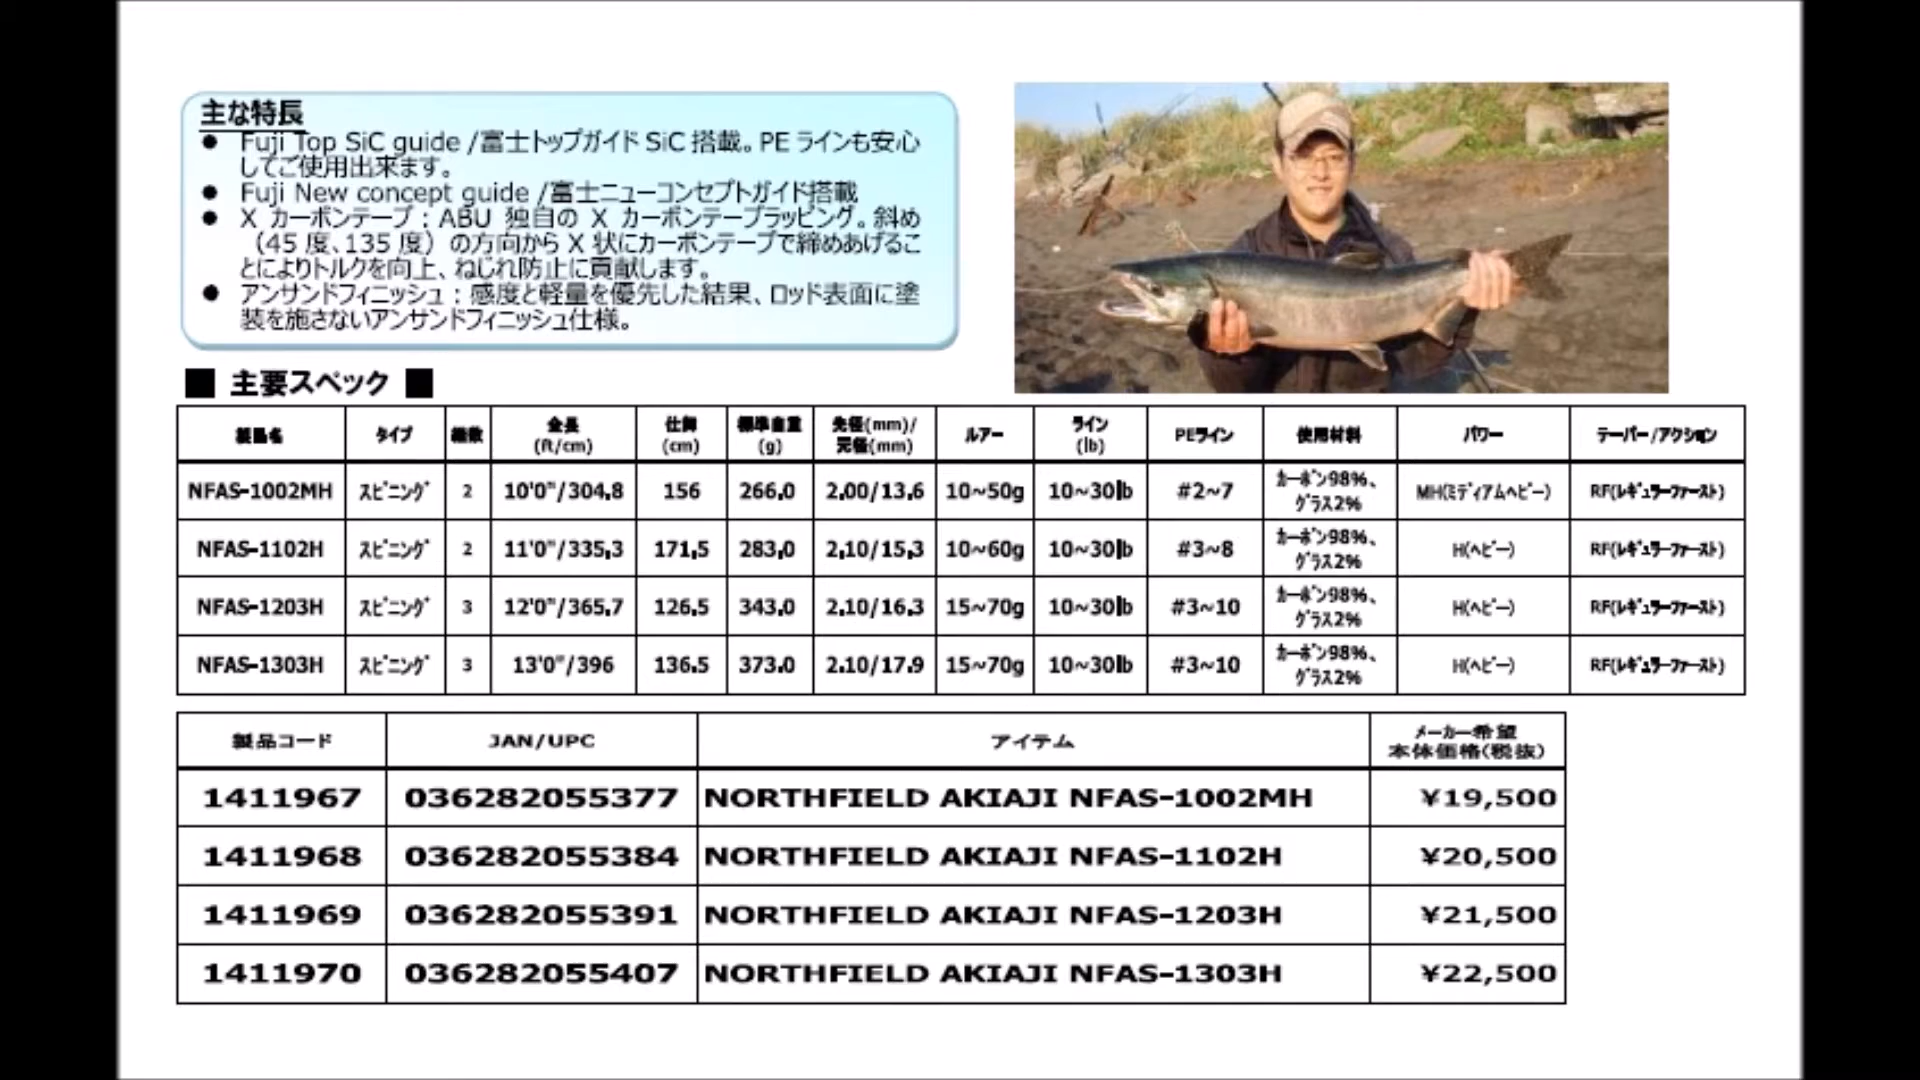 主な特長
● Fuji Top SiC guide /富士トップガイド SiC 搭載。PE ラインも安心
してご使用出来ます。
● Fuji New concept guide /富士ニューコンセプトガイド搭載
● X カーボンテープ：ABU 独自の X カーボンテープラッピング。斜め
（45 度、135 度）の方向から X 状にカーボンテープで締めあげるこ
とによりトルクを向上、ねじれ防止に貢献します。
● アンサンドフィニッシュ：感度と軽量を優先した結果、ロッド表面に塗
装を施さないアンサンドフィニッシュ仕様。
■ 主要スペック ■
製品名 タイプ 継数 全長(ft/cm) 仕舞(cm) 標準自重(g) 先径(mm)/元径(mm) ルアー ライン(lb) PEライン 使用材料 パワー テーパー/アクション
NFAS-1002MH ｽﾋﾟﾆﾝｸﾞ 2 10'0"/304.8 156 266.0 2.00/13.6 10~50g 10~30lb #2~7 ｶｰﾎﾞﾝ98%、ｸﾞﾗｽ2% MH(ﾐﾃﾞｨｱﾑﾍﾋﾞｰ) RF(ﾚｷﾞｭﾗｰﾌｧｰｽﾄ)
NFAS-1102H ｽﾋﾟﾆﾝｸﾞ 2 11'0"/335.3 171.5 283.0 2.10/15.3 10~60g 10~30lb #3~8 ｶｰﾎﾞﾝ98%、ｸﾞﾗｽ2% H(ﾍﾋﾞｰ) RF(ﾚｷﾞｭﾗｰﾌｧｰｽﾄ)
NFAS-1203H ｽﾋﾟﾆﾝｸﾞ 3 12'0"/365.7 126.5 343.0 2.10/16.3 15~70g 10~30lb #3~10 ｶｰﾎﾞﾝ98%、ｸﾞﾗｽ2% H(ﾍﾋﾞｰ) RF(ﾚｷﾞｭﾗｰﾌｧｰｽﾄ)
NFAS-1303H ｽﾋﾟﾆﾝｸﾞ 3 13'0"/396 136.5 373.0 2.10/17.9 15~70g 10~30lb #3~10 ｶｰﾎﾞﾝ98%、ｸﾞﾗｽ2% H(ﾍﾋﾞｰ) RF(ﾚｷﾞｭﾗｰﾌｧｰｽﾄ)
製品コード JAN/UPC アイテム ﾒｰｶｰ希望本体価格(税抜)
1411967 036282055377 NORTHFIELD AKIAJI NFAS-1002MH ¥19,500
1411968 036282055384 NORTHFIELD AKIAJI NFAS-1102H ¥20,500
1411969 036282055391 NORTHFIELD AKIAJI NFAS-1203H ¥21,500
1411970 036282055407 NORTHFIELD AKIAJI NFAS-1303H ¥22,500